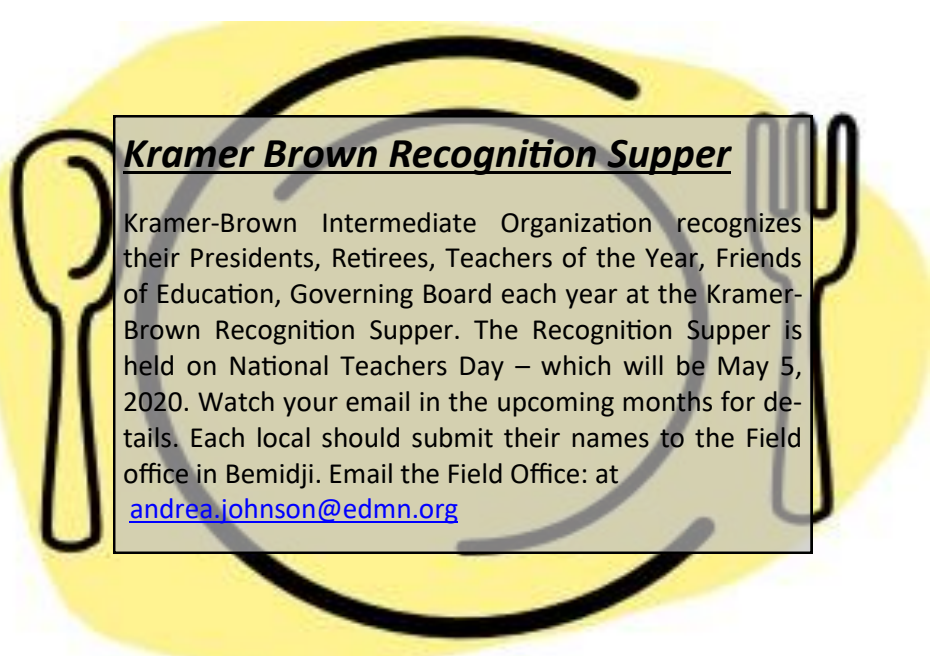 Kramer Brown Recognition Supper
Kramer-Brown Intermediate Organization recognizes
their Presidents, Retirees, Teachers of the Year, Friends
of Education, Governing Board each year at the Kramer-
Brown Recognition Supper. The Recognition Supper is
held on National Teachers Day – which will be May 5,
2020. Watch your email in the upcoming months for de-
tails. Each local should submit their names to the Field
office in Bemidji. Email the Field Office: at
andrea.johnson@edmn.org